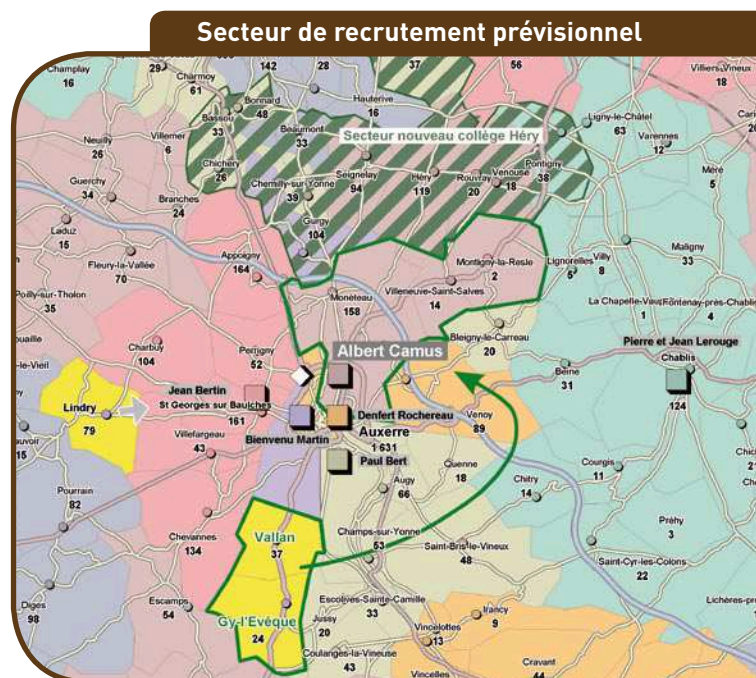 Secteur de recrutement prévisionnel
Champlay
16
29
Charmoy
61
142
28
Hauterive
16
37
56
Villiers-Vineux
18
Bassou
33
Bonnard
48
Beaumont
33
Secteur nouveau collège Héry
Ligny-le-Châtel
63
Varennes
12
Neuilly
26
Villemer
6
Chichery
26
Chemilly-sur-Yonne
39
Seignelay
94
Héry
119
Rouvray
20
Venouse
18
Pontigny
38
Méré
5
Guerchy
34
Branches
24
Gurgy
104
Laduz
15
Fleury-la-Vallée
70
Appoigny
164
Montigny-la-Resle
2
Lignorelles
5
Villy
8
Maligny
33
Poilly-sur-Tholon
35
Monéteau
158
Villeneuve-Saint-Salves
14
La Chapelle-Vau
1
Fontenay-près-Chablis
4
Charbuy
104
Perrigny
52
Albert Camus
Bleigny-le-Carreau
20
Pierre et Jean Lerouge
Chablis
124
Beine
31
Lindry
79
Jean Bertin
St Georges sur Baulches
161
Denfert Rochereau
Venoy
89
Bienvenu Martin
Auxerre
1 631
Villefargeau
43
Paul Bert
15
Pourrain
82
Augy
66
Quenne
18
Courgis
11
Chitry
14
Préhy
3
Vallan
37
Chevannes
134
Champs-sur-Yonne
53
Saint-Bris-le-Vineux
48
Saint-Cyr-les-Colons
22
Diges
98
Escamps
54
Gy-l'Evêque
24
Jussy
20
Escolives-Sainte-Camille
33
Irancy
9
Vincelottes
13
Lichères-pr
Coulanges-la-Vineuse
43
Vincelles
Cravant
44